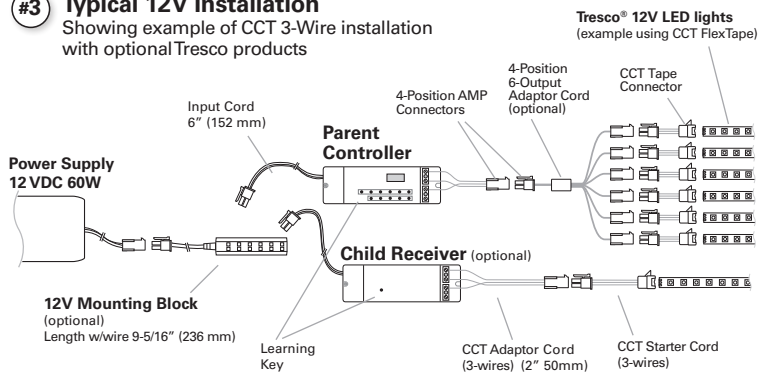 #3
Typical 12V Installation
Showing example of CCT 3-Wire installation
with optional Tresco products
Tresco® 12V LED lights
(example using CCT FlexTape)
4-Position
6-Output
Adaptor Cord
(optional)
CCT Tape
Connector
4-Position AMP
Connectors
Input Cord
6” (152 mm)
Parent
Controller
Power Supply
12 VDC 60W
Child Receiver (optional)
12V Mounting Block
(optional)
Length w/wire 9-5/16” (236 mm)
Learning
Key
CCT Adaptor Cord
(3-wires) (2” 50mm)
CCT Starter Cord
(3-wires)